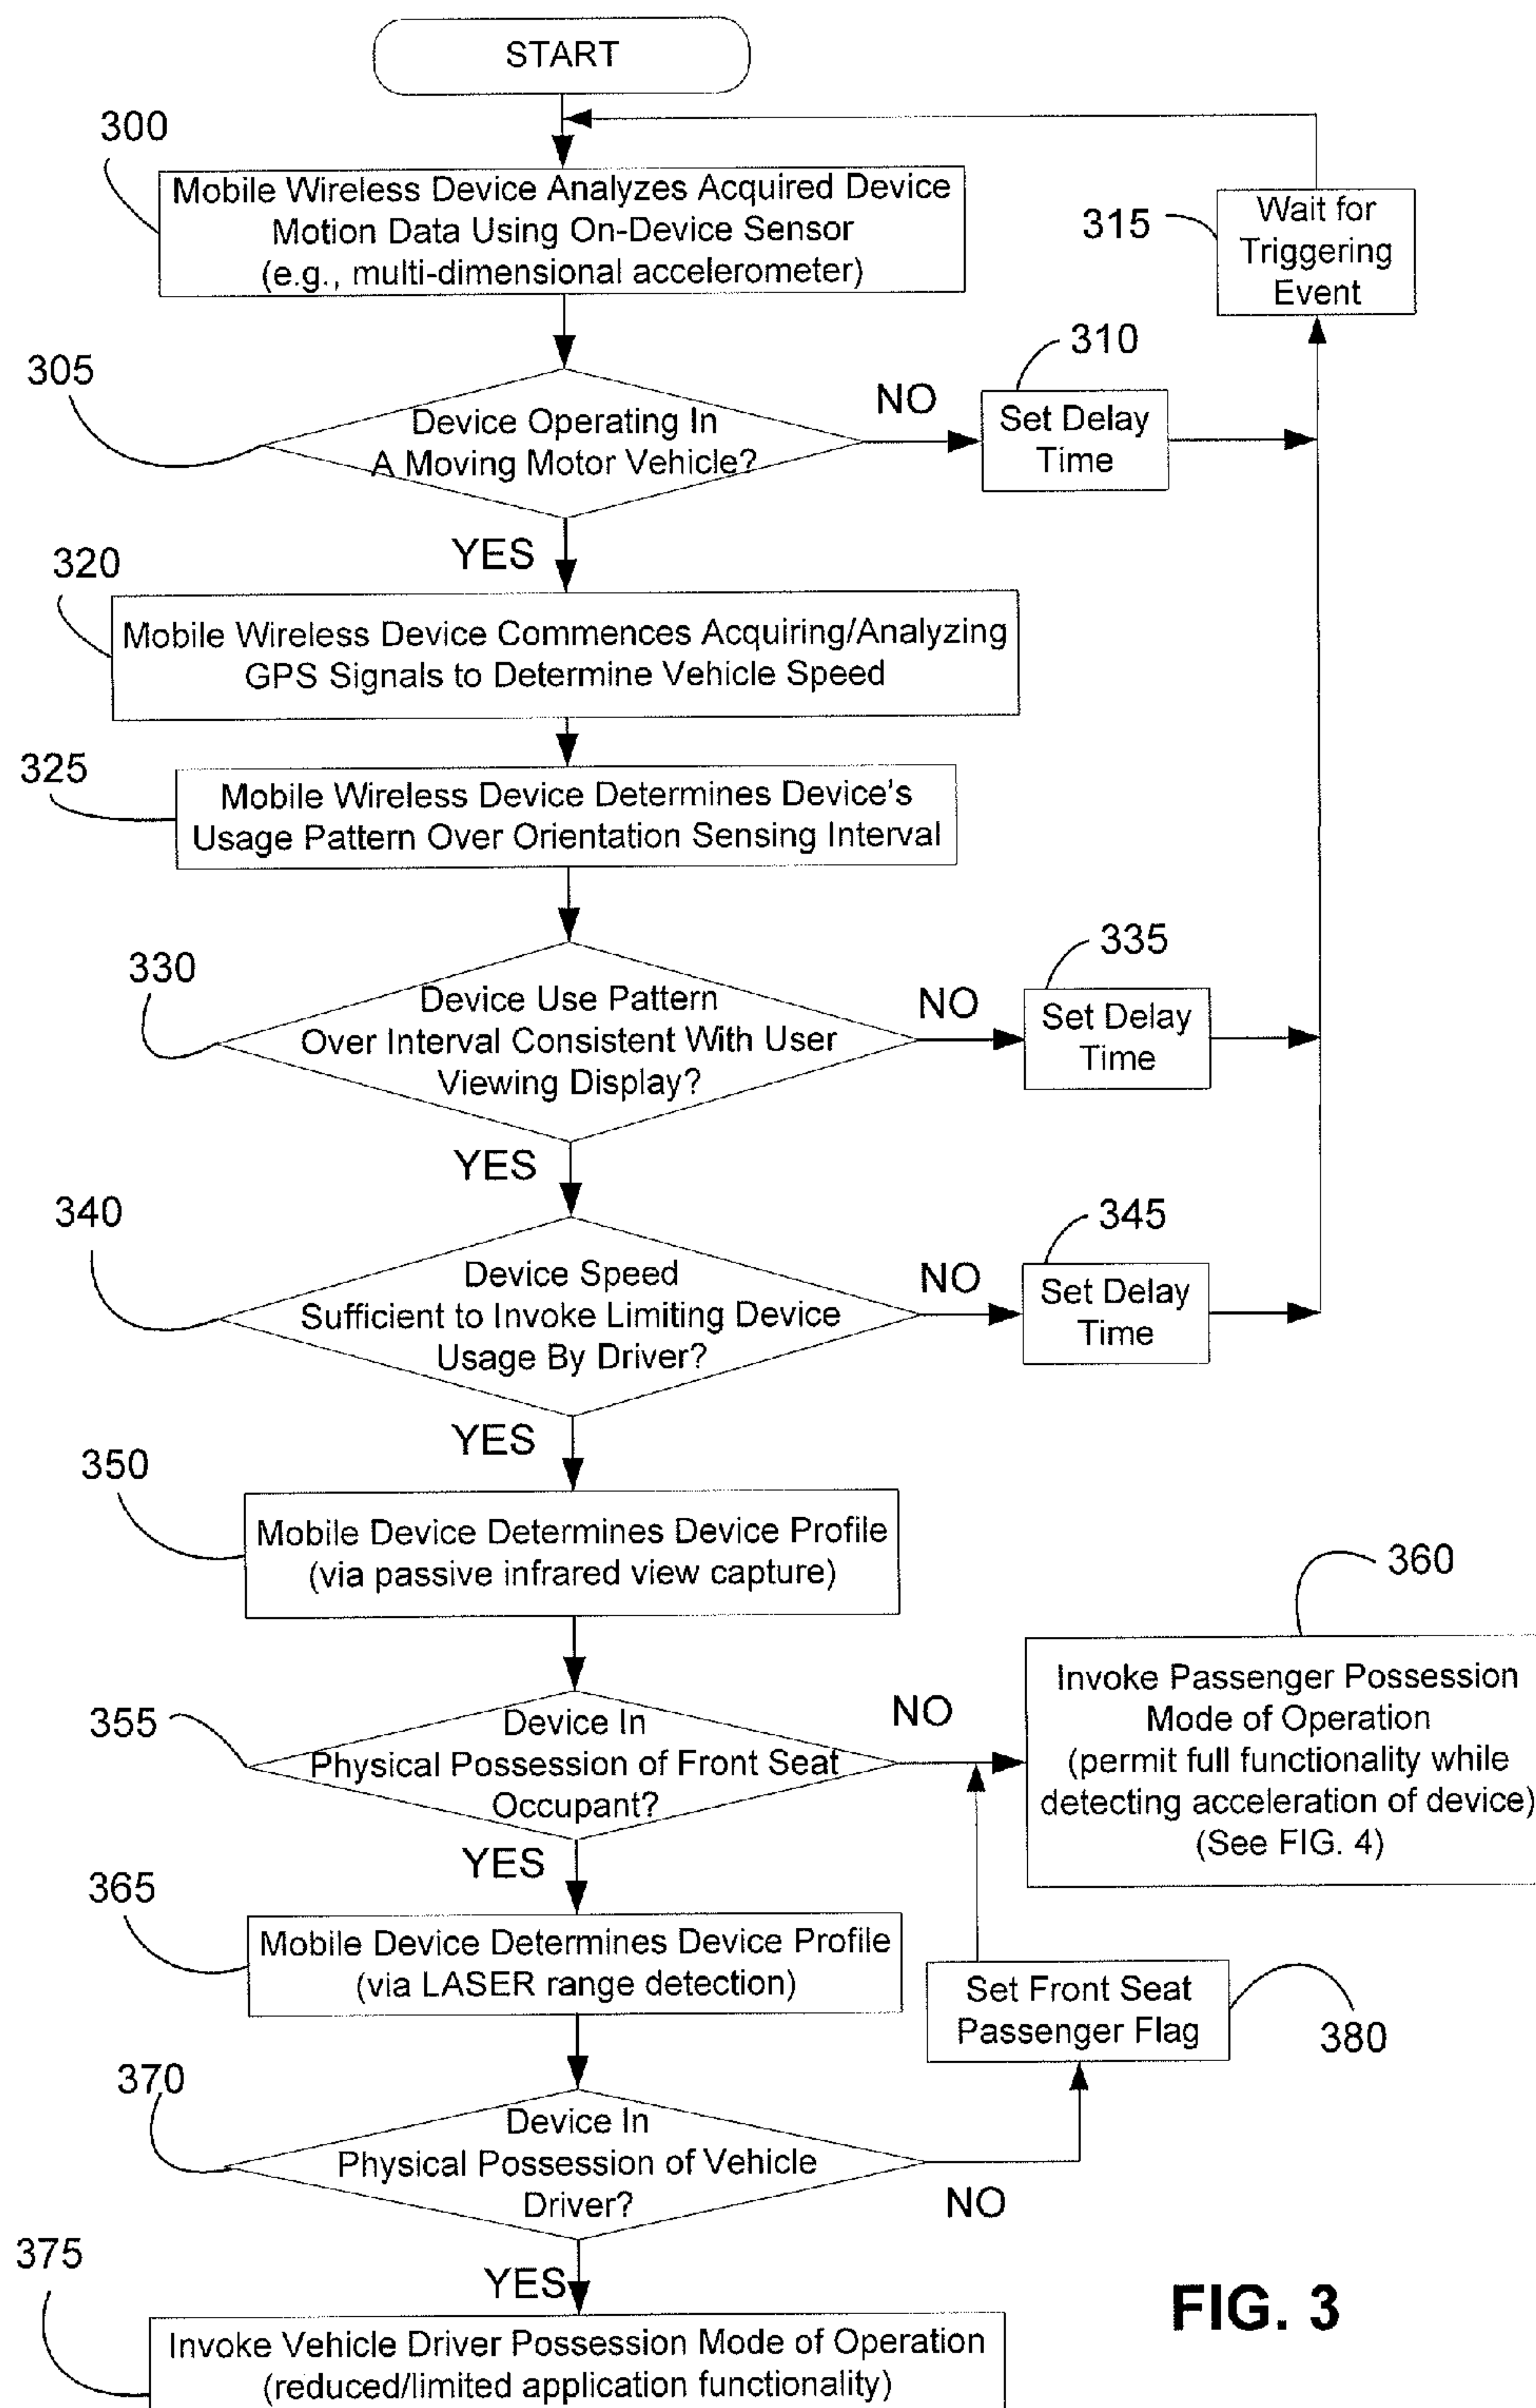 START
300
Mobile Wireless Device Analyzes Acquired Device
Motion Data Using On-Device Sensor
(e.g., multi-dimensional accelerometer)
315
Wait for
Triggering
Event
305
Device Operating In
A Moving Motor Vehicle?
NO
310
Set Delay
Time
YES
320
Mobile Wireless Device Commences Acquiring/Analyzing
GPS Signals to Determine Vehicle Speed
325
Mobile Wireless Device Determines Device's
Usage Pattern Over Orientation Sensing Interval
330
Device Use Pattern
Over Interval Consistent With User
Viewing Display?
NO
335
Set Delay
Time
YES
340
Device Speed
Sufficient to Invoke Limiting Device
Usage By Driver?
NO
345
Set Delay
Time
YES
350
Mobile Device Determines Device Profile
(via passive infrared view capture)
355
Device In
Physical Possession of Front Seat
Occupant?
NO
360
Invoke Passenger Possession
Mode of Operation
(permit full functionality while
detecting acceleration of device)
(See FIG. 4)
YES
365
Mobile Device Determines Device Profile
(via LASER range detection)
Set Front Seat
Passenger Flag
380
370
Device In
Physical Possession of Vehicle
Driver?
NO
YES
375
Invoke Vehicle Driver Possession Mode of Operation
(reduced/limited application functionality)
FIG. 3